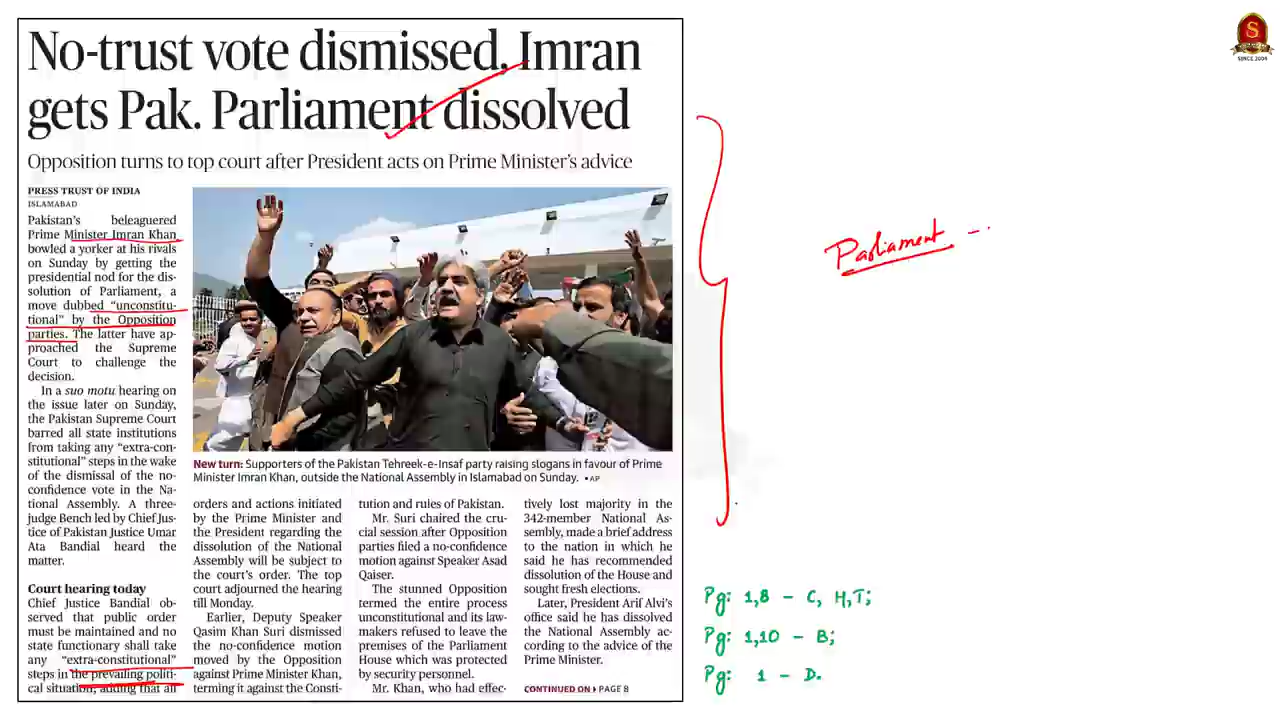 No-trust vote dismissed, Imran
gets Pak. Parliament dissolved
Opposition turns to top court after President acts on Prime Minister's advice
PRESS TRUST OF INDIA
ISLAMABAD
Pakistan's beleaguered
Prime Minister Imran Khan
bowled a yorker at his rivals
on Sunday by getting the
presidential nod for the dis-
solution of Parliament, a
move dubbed "unconstitu-
tional" by the Opposition
parties. The latter have ap-
proached the Supreme
Court to challenge the
decision.
In a suo motu hearing on
the issue later on Sunday,
the Pakistan Supreme Court
barred all state institutions
from taking any "extra-con-
stitutional" steps in the wake
of the dismissal of the no-
confidence vote in the Na-
tional Assembly. A three-
judge Bench led by Chief Jus-
tice of Pakistan Justice Umar
Ata Bandial heard the
matter.
Court hearing today
Chief Justice Bandial ob-
served that public order
must be maintained and no
state functionary shall take
any "extra-constitutional"
steps in the prevailing politi-
cal situation, adding that all
New turn: Supporters of the Pakistan Tehreek-e-Insaf party raising slogans in favour of Prime
Minister Imran Khan, outside the National Assembly in Islamabad on Sunday. • AP
orders and actions initiated
by the Prime Minister and
the President regarding the
dissolution of the National
Assembly will be subject to
the court's order. The top
court adjourned the hearing
till Monday.
Earlier, Deputy Speaker
Qasim Khan Suri dismissed
the no-confidence motion
moved by the Opposition
against Prime Minister Khan,
terming it against the Consti-
tution and rules of Pakistan.
Mr. Suri chaired the cru-
cial session after Opposition
parties filed a no-confidence
motion against Speaker Asad
Qaiser.
The stunned Opposition
termed the entire process
unconstitutional and its law-
makers refused to leave the
premises of the Parliament
House which was protected
by security personnel.
Mr. Khan, who had effec-
tively lost majority in the
342-member National As-
sembly, made a brief address
to the nation in which he
said he has recommended
dissolution of the House and
sought fresh elections.
Later, President Arif Alvi's
office said he has dissolved
the National Assembly ac-
cording to the advice of the
Prime Minister.
CONTINUED ON ▸ PAGE 8
Parliament -
Pg: 1,8 - C, H,T;
Pg: 1,10 - B;
Pg: 1 - D.
S
SINCE 2004